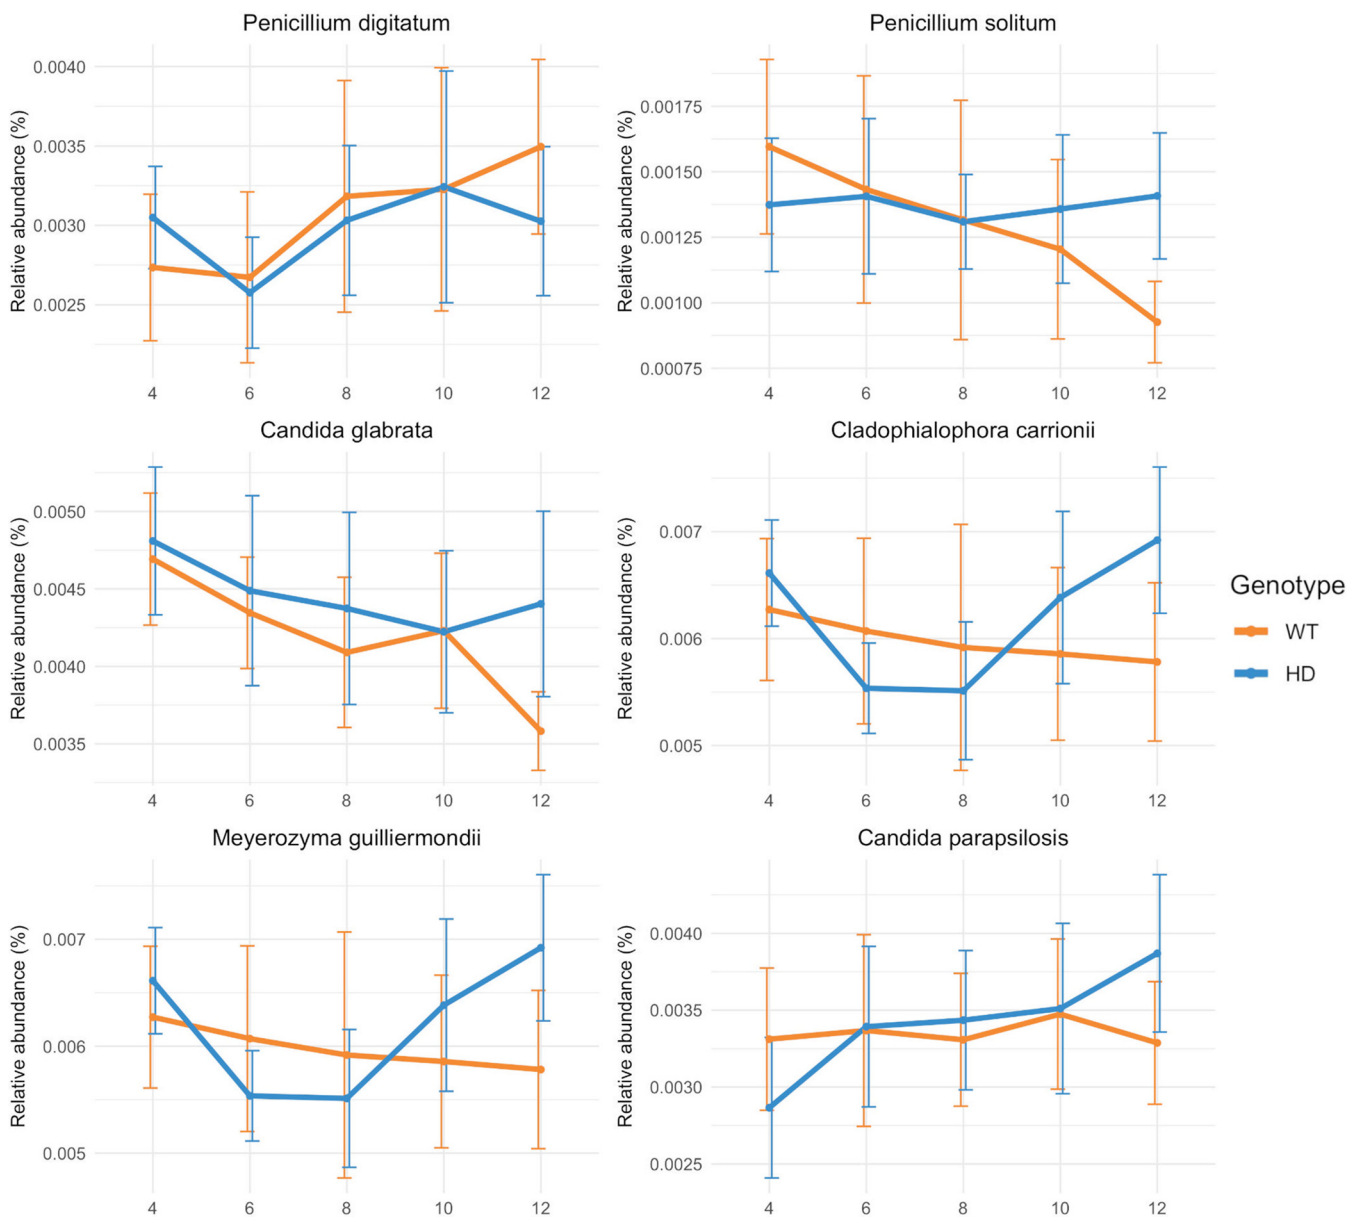 Penicillium digitatum
Relative abundance (%)
0.0040
0.0035
0.0030
0.0025
4 6 8 10 12
Penicillium solitum
Relative abundance (%)
0.00175
0.00150
0.00125
0.00100
0.00075
4 6 8 10 12
Candida glabrata
Relative abundance (%)
0.0050
0.0045
0.0040
0.0035
4 6 8 10 12
Cladophialophora carrionii
Relative abundance (%)
0.007
0.006
0.005
4 6 8 10 12
Genotype
WT
HD
Meyerozyma guilliermondii
Relative abundance (%)
0.007
0.006
0.005
4 6 8 10 12
Candida parapsilosis
Relative abundance (%)
0.0040
0.0035
0.0030
0.0025
4 6 8 10 12